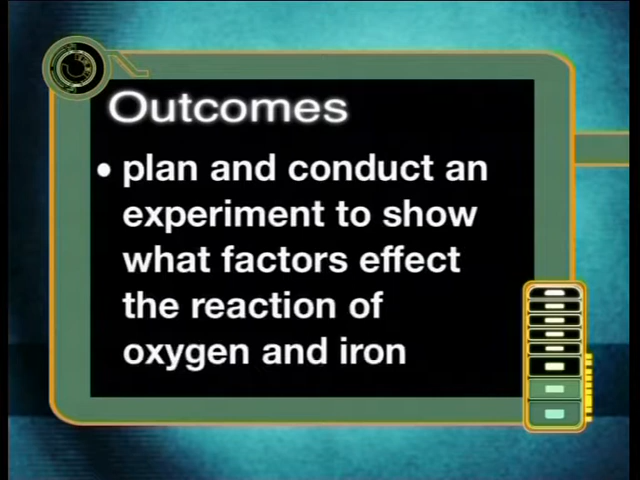 Outcomes
• plan and conduct an
experiment to show
what factors effect
the reaction of
oxygen and iron